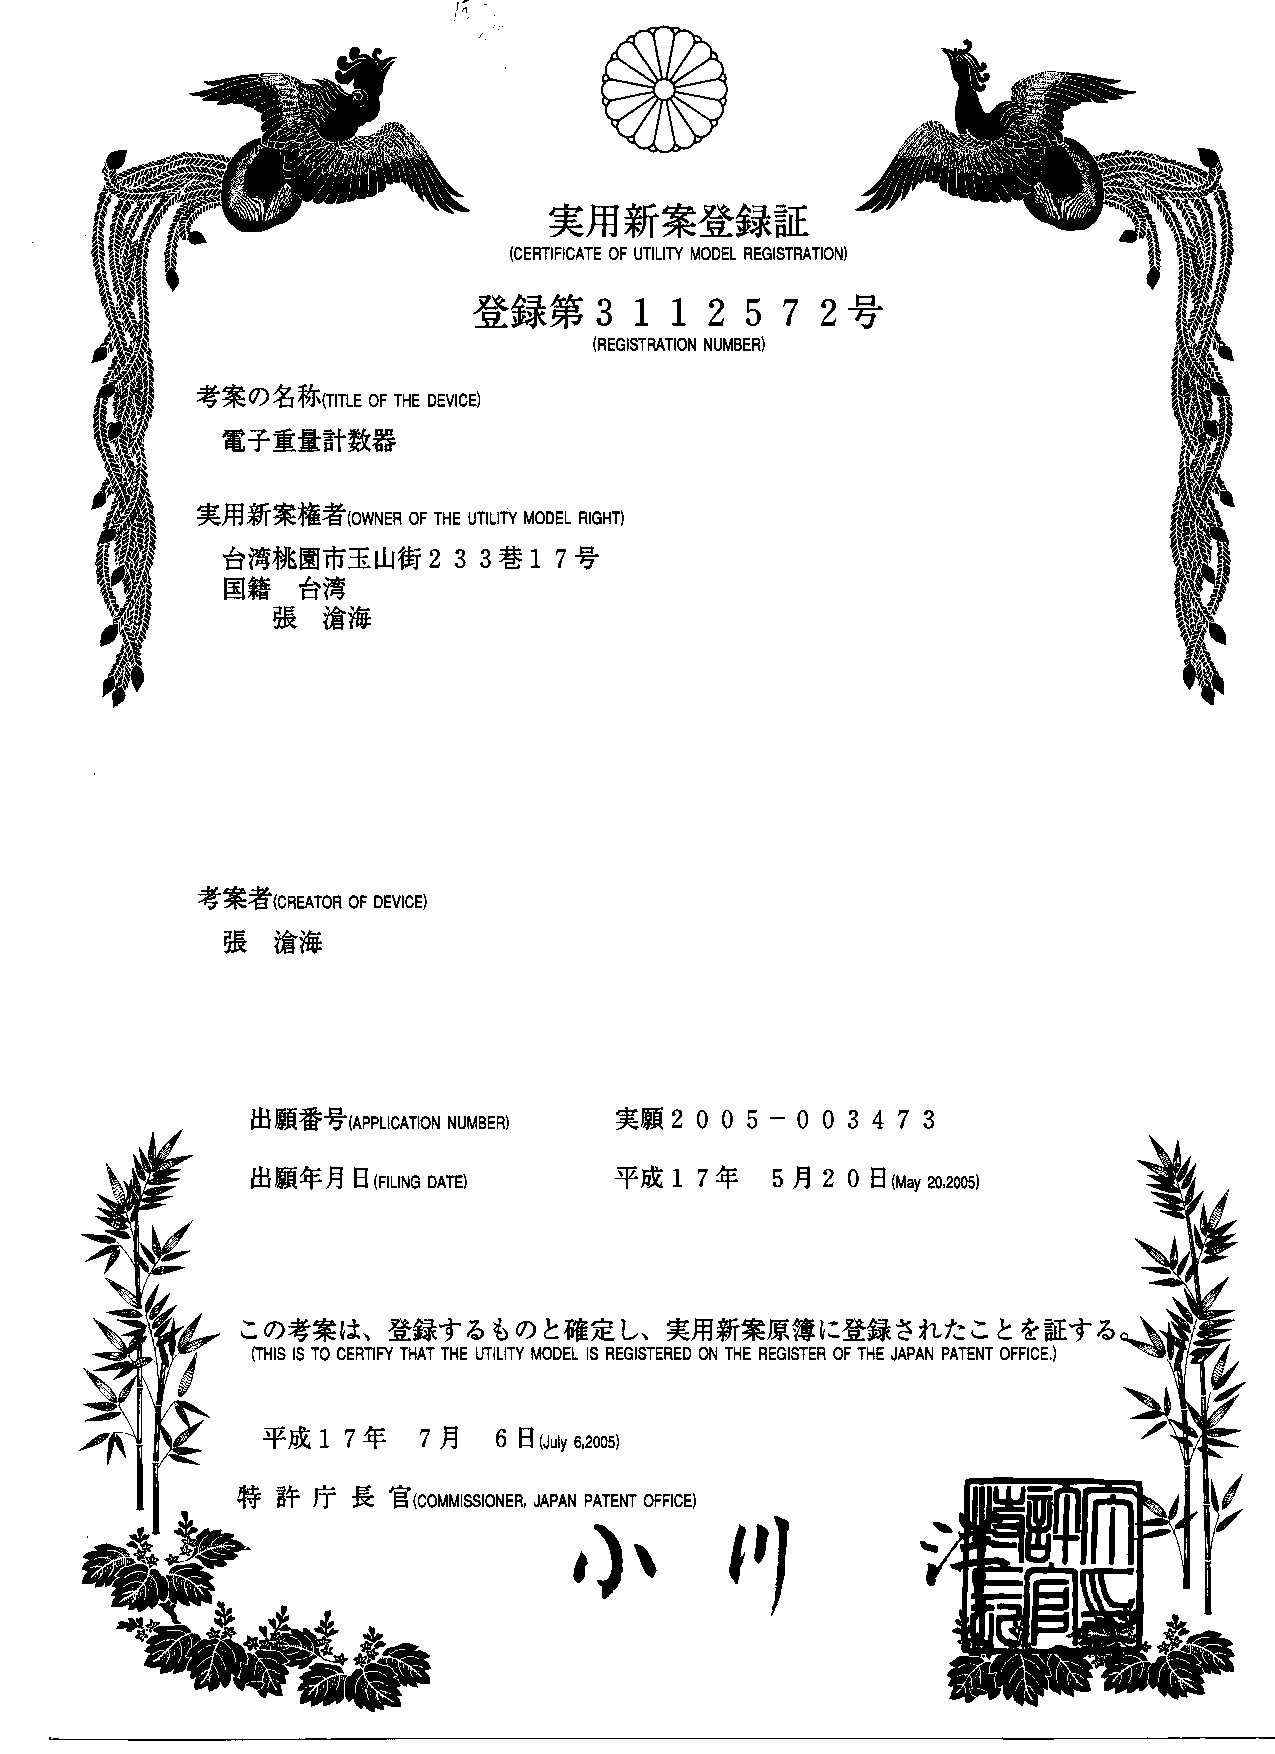 実用新案登録証
(CERTIFICATE OF UTILITY MODEL REGISTRATION)
登録第3112572号
(REGISTRATION NUMBER)
考案の名称(TITLE OF THE DEVICE)
電子重量計数器
実用新案権者(OWNER OF THE UTILITY MODEL RIGHT)
台湾桃園市玉山街233巷17号
国籍　台湾
張　滄海
考案者(CREATOR OF DEVICE)
張　滄海
出願番号(APPLICATION NUMBER)　実願2005-003473
出願年月日(FILING DATE)　平成17年　5月20日(May 20,2005)
この考案は、登録するものと確定し、実用新案原簿に登録されたことを証する。
(THIS IS TO CERTIFY THAT THE UTILITY MODEL IS REGISTERED ON THE REGISTER OF THE JAPAN PATENT OFFICE.)
平成17年　7月　6日(July 6,2005)
特許庁長官(COMMISSIONER, JAPAN PATENT OFFICE)
小　川